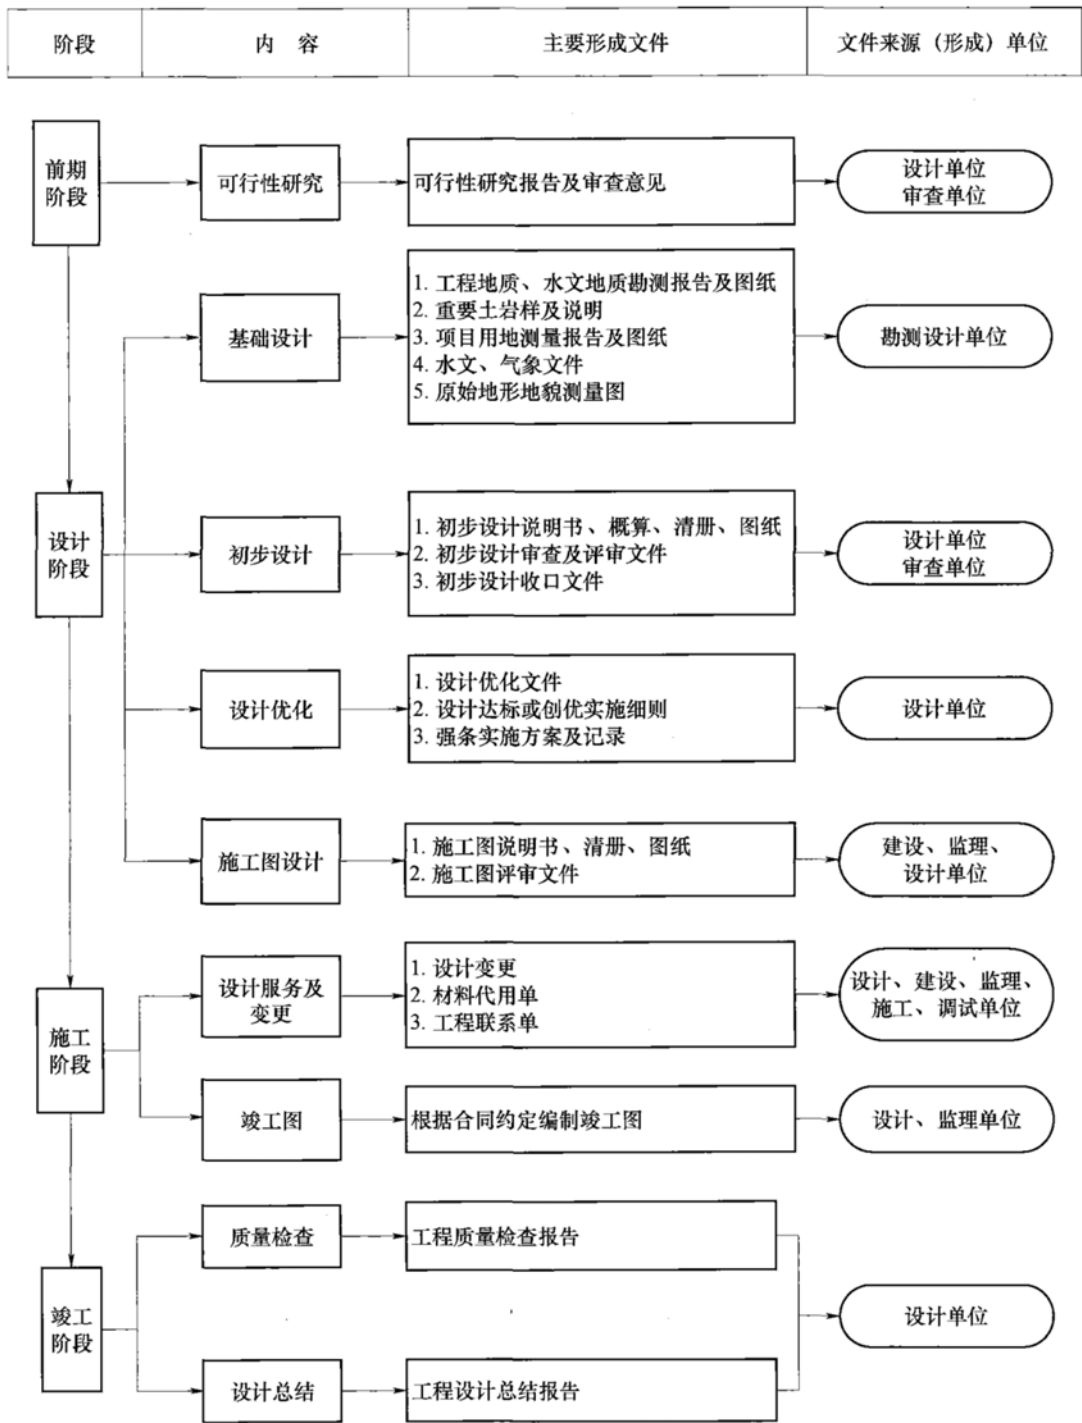 阶段 内 容 主要形成文件 文件来源（形成）单位
前期
阶段
可行性研究
可行性研究报告及审查意见
设计单位
审查单位
基础设计
1. 工程地质、水文地质勘测报告及图纸
2. 重要土岩样及说明
3. 项目用地测量报告及图纸
4. 水文、气象文件
5. 原始地形地貌测量图
勘测设计单位
设计
阶段
初步设计
1. 初步设计说明书、概算、清册、图纸
2. 初步设计审查及评审文件
3. 初步设计收口文件
设计单位
审查单位
设计优化
1. 设计优化文件
2. 设计达标或创优实施细则
3. 强条实施方案及记录
设计单位
施工图设计
1. 施工图说明书、清册、图纸
2. 施工图评审文件
建设、监理、
设计单位
施工
阶段
设计服务及
变更
1. 设计变更
2. 材料代用单
3. 工程联系单
设计、建设、监理、
施工、调试单位
竣工图
根据合同约定编制竣工图
设计、监理单位
竣工
阶段
质量检查
工程质量检查报告
设计单位
设计总结
工程设计总结报告